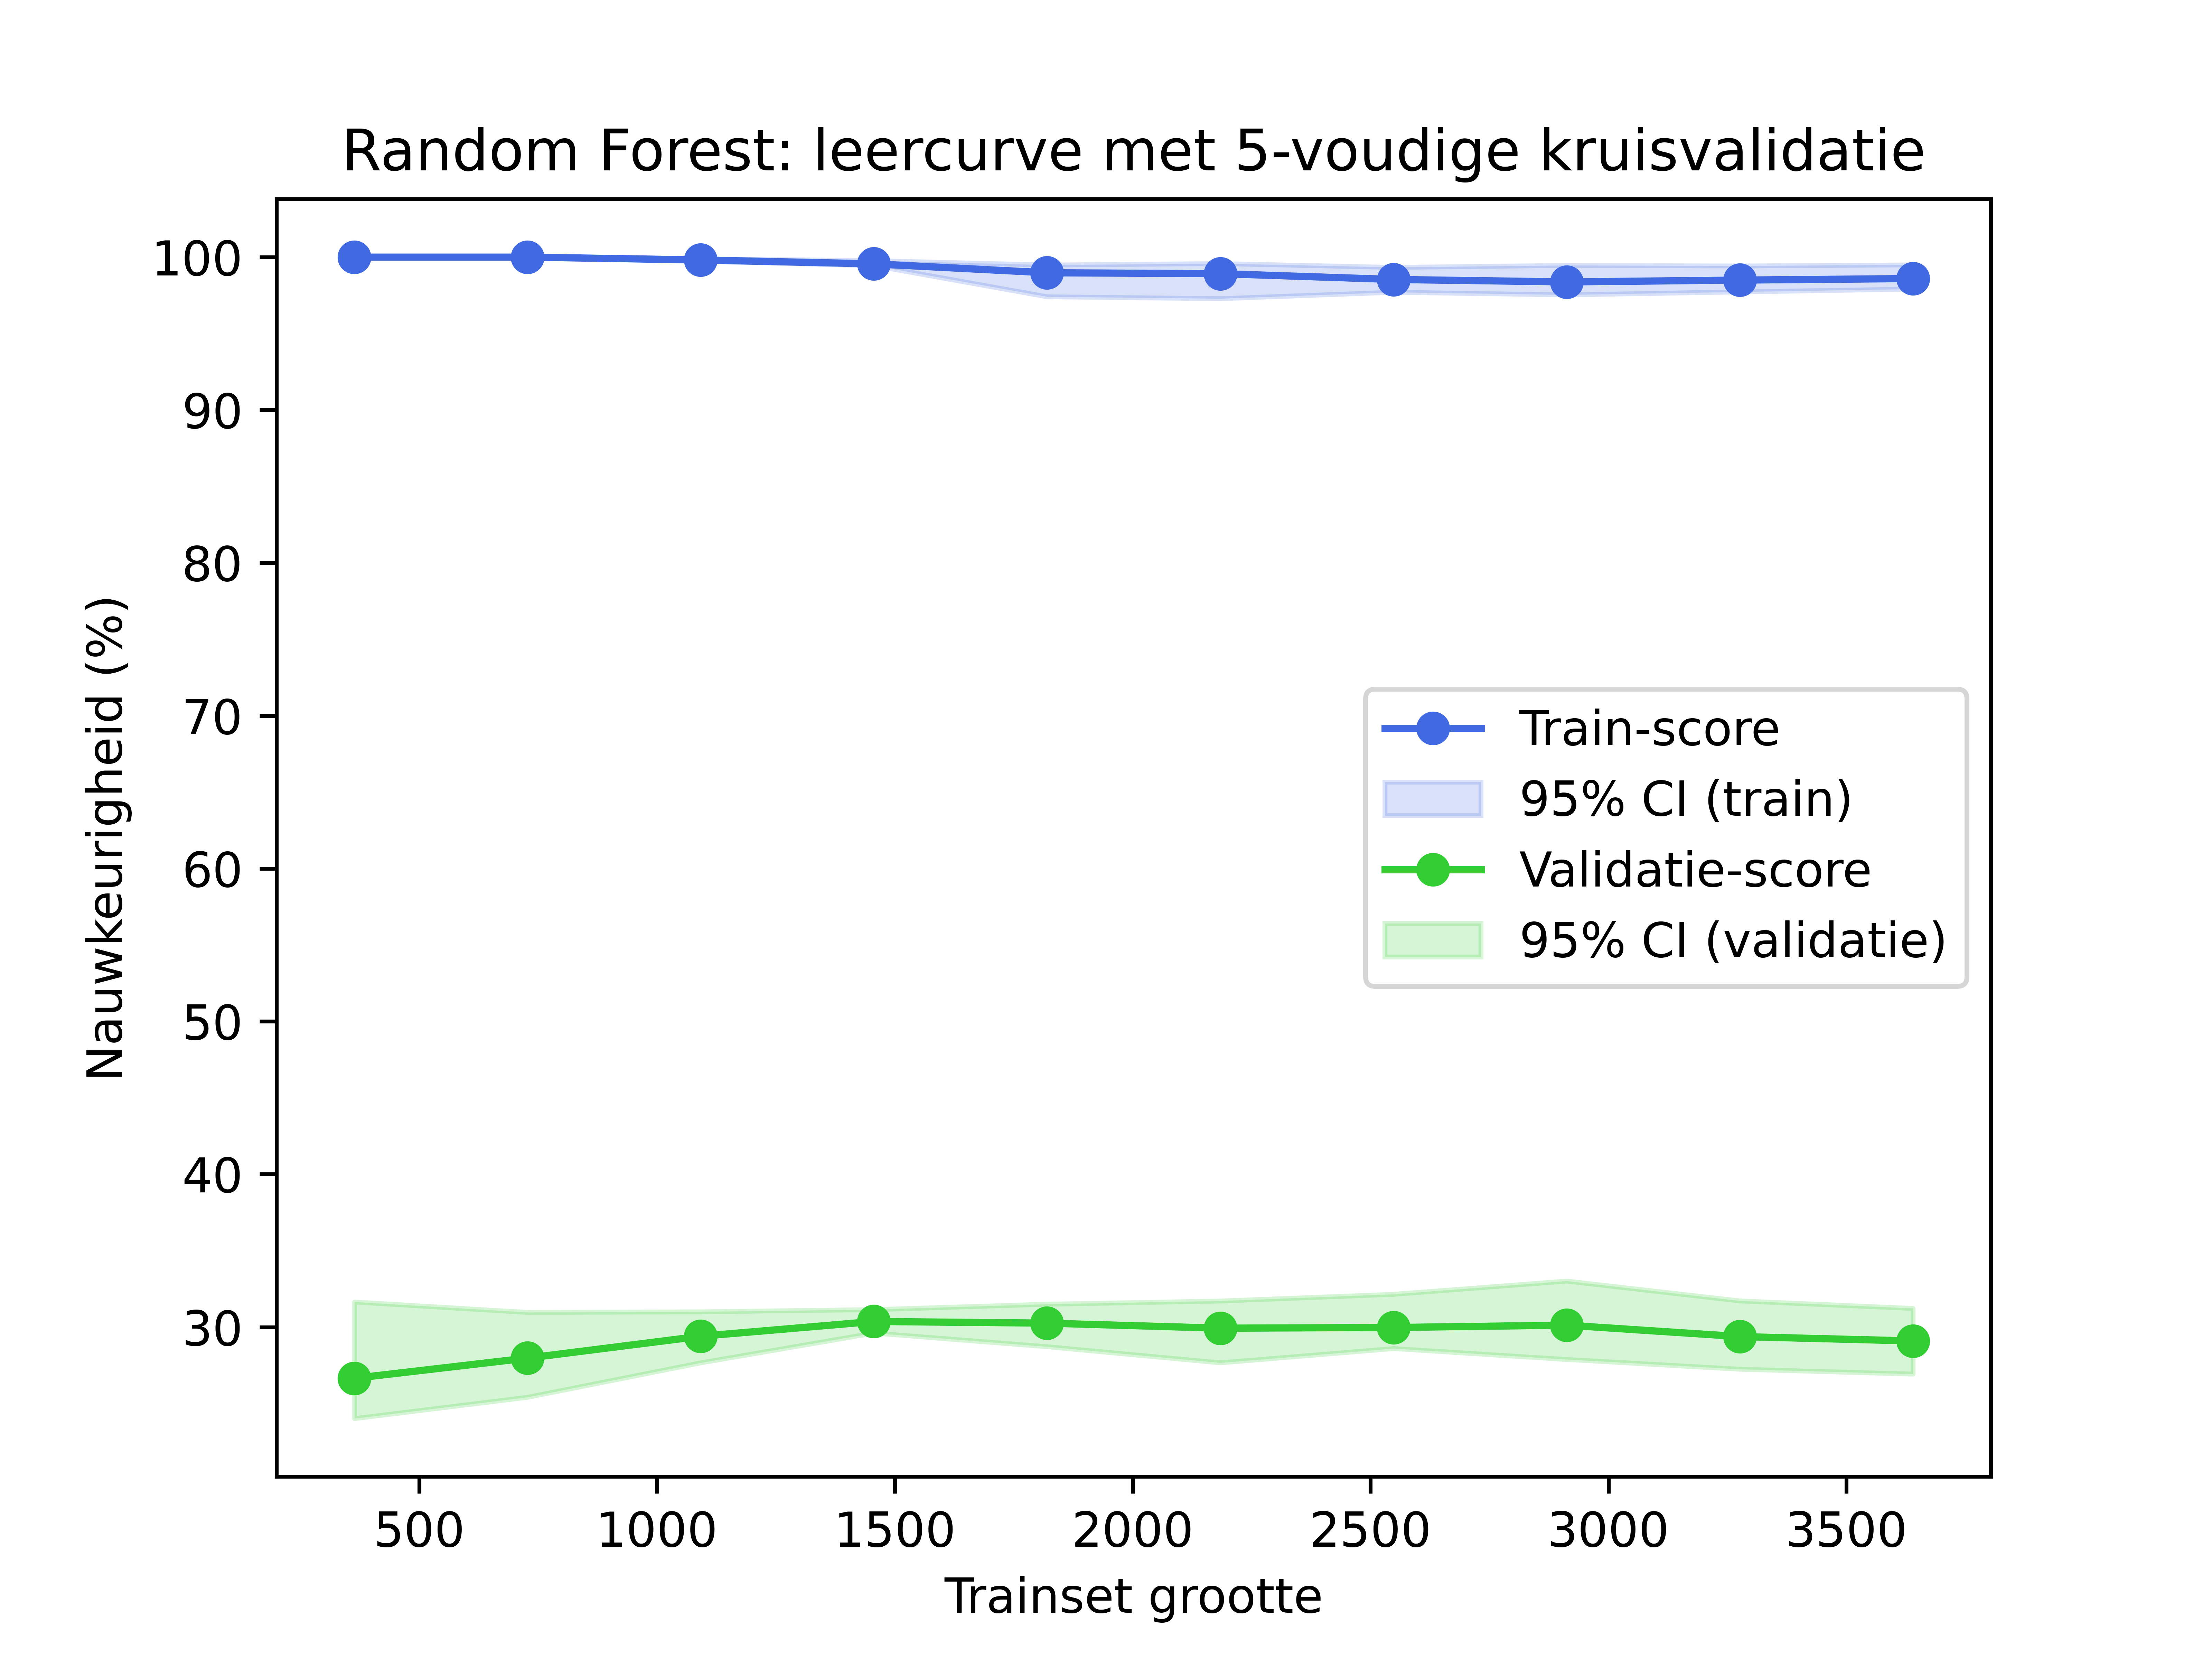 Random Forest: leercurve met 5-voudige kruisvalidatie
Nauwkeurigheid (%)
100
90
80
70
60
50
40
30
Train-score
95% CI (train)
Validatie-score
95% CI (validatie)
500 1000 1500 2000 2500 3000 3500
Trainset grootte